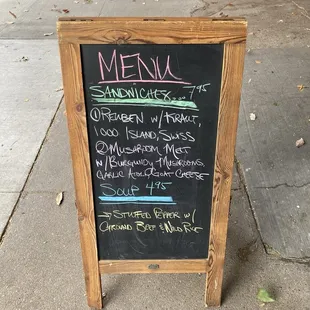 MENU
SANDWICHES... 7.95
① REUBEN W/ KRAUT,
1000 ISLAND, SWISS
② MUSHROOM MELT
W/ BURGUNDY MUSHROOMS,
GARLIC AIOLI, GOAT CHEESE
SOUP 4.95
→ STUFFED PEPPER W/
GROUND BEEF & WILD RICE